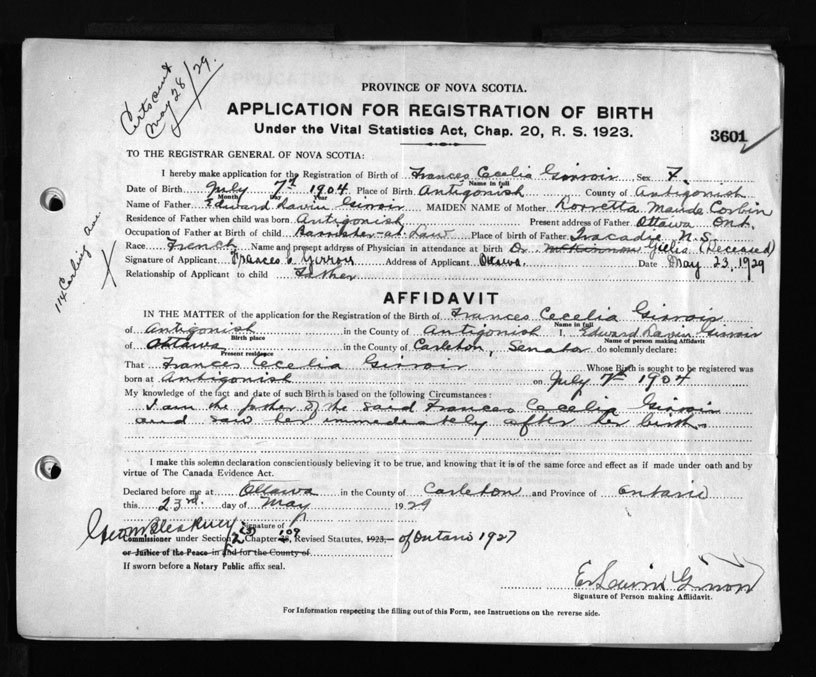 Cert sent
May 28/29.
PROVINCE OF NOVA SCOTIA.
APPLICATION FOR REGISTRATION OF BIRTH
Under the Vital Statistics Act, Chap. 20, R. S. 1923.
3601
TO THE REGISTRAR GENERAL OF NOVA SCOTIA:
I hereby make application for the Registration of Birth of Frances Cecelia Girroir Sex F.
Name in full
Date of Birth July 7th 1904 Place of Birth Antigonish County of Antigonish
Month Day Year
Name of Father Edward Lavin Girroir MAIDEN NAME of Mother Lorretta Maude Corbin
Residence of Father when child was born Antigonish Present address of Father Ottawa Ont.
Occupation of Father at Birth of child Barrister-at-Law Place of birth of Father Tracadie N.S.
Race French Name and present address of Physician in attendance at birth Dr. McKinnon Gillis (Deceased)
Signature of Applicant Frances C Girroir Address of Applicant Ottawa. Date May 23, 1929
Relationship of Applicant to child Father
114 Carling Ave.
AFFIDAVIT
IN THE MATTER of the application for the Registration of the Birth of Frances Cecelia Girroir
Name in full
of Antigonish in the County of Antigonish I, Edward Lavin Girroir
Birth place Name of person making Affidavit
of Ottawa in the County of Carleton, Senator do solemnly declare:
Present residence
That Frances Cecelia Girroir Whose Birth is sought to be registered was
born at Antigonish on July 7th 1904
My knowledge of the fact and date of such Birth is based on the following Circumstances:
I am the father of the said Frances Cecelia Girroir
and saw her immediately after her birth.
I make this solemn declaration conscientiously believing it to be true, and knowing that it is of the same force and effect as if made under oath and by
virtue of The Canada Evidence Act.
Declared before me at Ottawa in the County of Carleton and Province of Ontario
this 23rd. day of May 1929
Signature of
Commissioner under Section Chapter 109, Revised Statutes, 1923, of Ontario 1927
or Justice of the Peace in and for the County of
If sworn before a Notary Public affix seal.
E Lavin Girroir
Signature of Person making Affidavit.
For Information respecting the filling out of this Form, see Instructions on the reverse side.